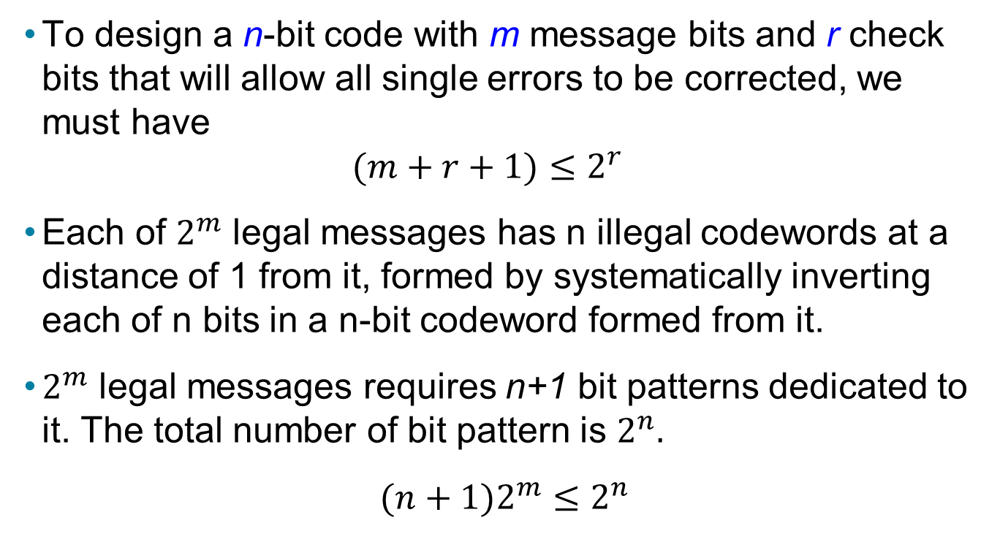 • To design a n-bit code with m message bits and r check
bits that will allow all single errors to be corrected, we
must have
(m + r + 1) ≤ 2^r
• Each of 2^m legal messages has n illegal codewords at a
distance of 1 from it, formed by systematically inverting
each of n bits in a n-bit codeword formed from it.
• 2^m legal messages requires n+1 bit patterns dedicated to
it. The total number of bit pattern is 2^n.
(n + 1)2^m ≤ 2^n